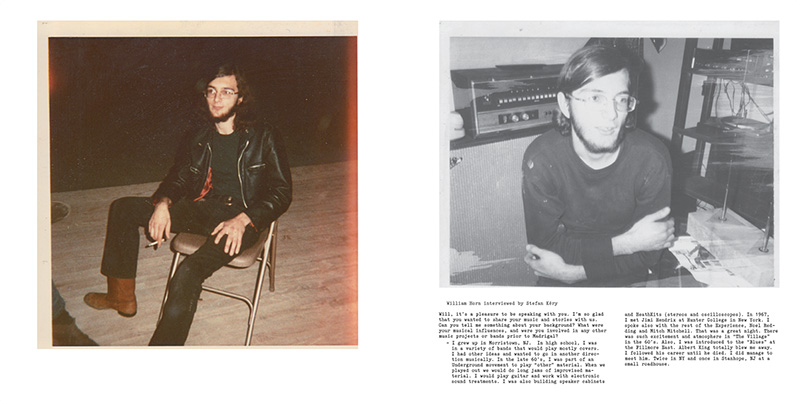 William Horn interviewed by Stefan Kéry
Will, it's a pleasure to be speaking with you. I'm so glad
that you wanted to share your music and stories with us.
Can you tell me something about your background? What were
your musical influences, and were you involved in any other
music projects or bands prior to Madrigal?
- I grew up in Morristown, NJ. In high school, I was
in a variety of bands that would play mostly covers.
I had other ideas and wanted to go in another direc-
tion musically. In the late 60's, I was part of an
Underground movement to play "other" material. When we
played out we would do long jams of improvised ma-
terial. I would play guitar and work with electronic
sound treatments. I was also building speaker cabinets
and HeathKits (stereos and oscilloscopes). In 1967,
I met Jimi Hendrix at Hunter College in New York. I
spoke also with the rest of the Experience, Noel Red-
ding and Mitch Mitchell. That was a great night. There
was such excitement and atmosphere in "The Village"
in the 60's. Also, I was introduced to the "Blues" at
the Fillmore East. Albert King totally blew me away.
I followed his career until he died. I did manage to
meet him. Twice in NY and once in Stanhope, NJ at a
small roadhouse.